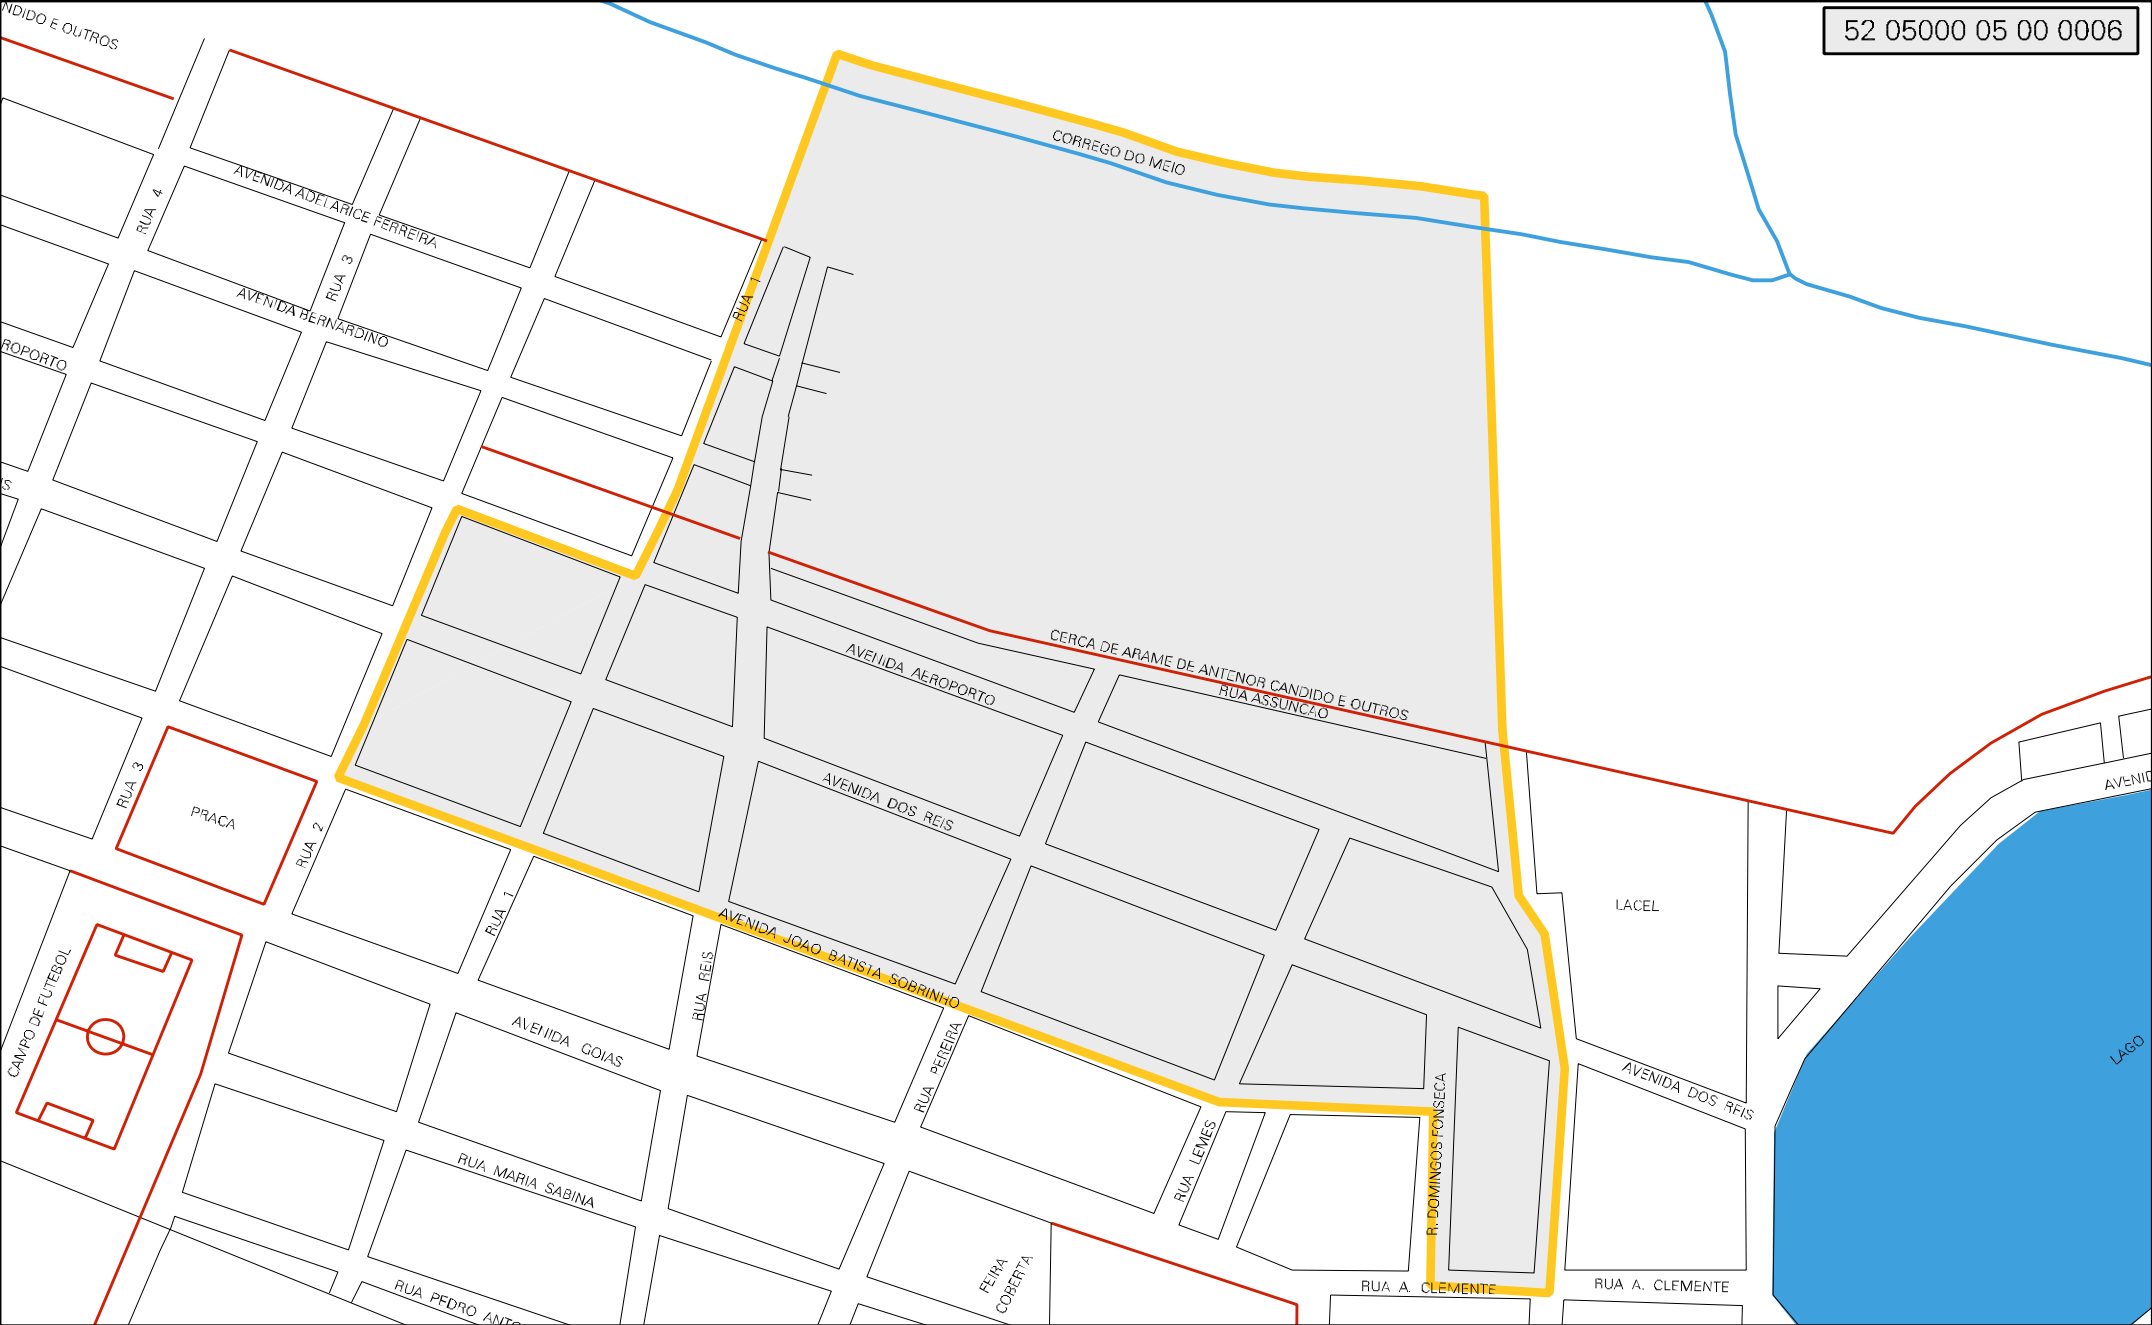 NDIDO E OUTROS
52 05000 05 00 0006
CORREGO DO MEIO
AVENIDA ADELARICE FERREIRA
RUA 4
RUA 3
RUA 1
AVENIDA BERNARDINO
ROPORTO
IS
CERCA DE ARAME DE ANTENOR CANDIDO E OUTROS
RUA ASSUNCAO
AVENIDA AEROPORTO
AVENIDA DOS REIS
RUA 3
PRACA
RUA 2
AVENID
RUA 1
LACEL
AVENIDA JOAO BATISTA SOBRINHO
RUA REIS
CAMPO DE FUTEBOL
AVENIDA GOIAS
RUA PEREIRA
LAGO
AVENIDA DOS REIS
R. DOMINGOS FONSECA
RUA LEMES
RUA MARIA SABINA
FEIRA
COBERTA
RUA A. CLEMENTE
RUA A. CLEMENTE
RUA PEDRO ANTO